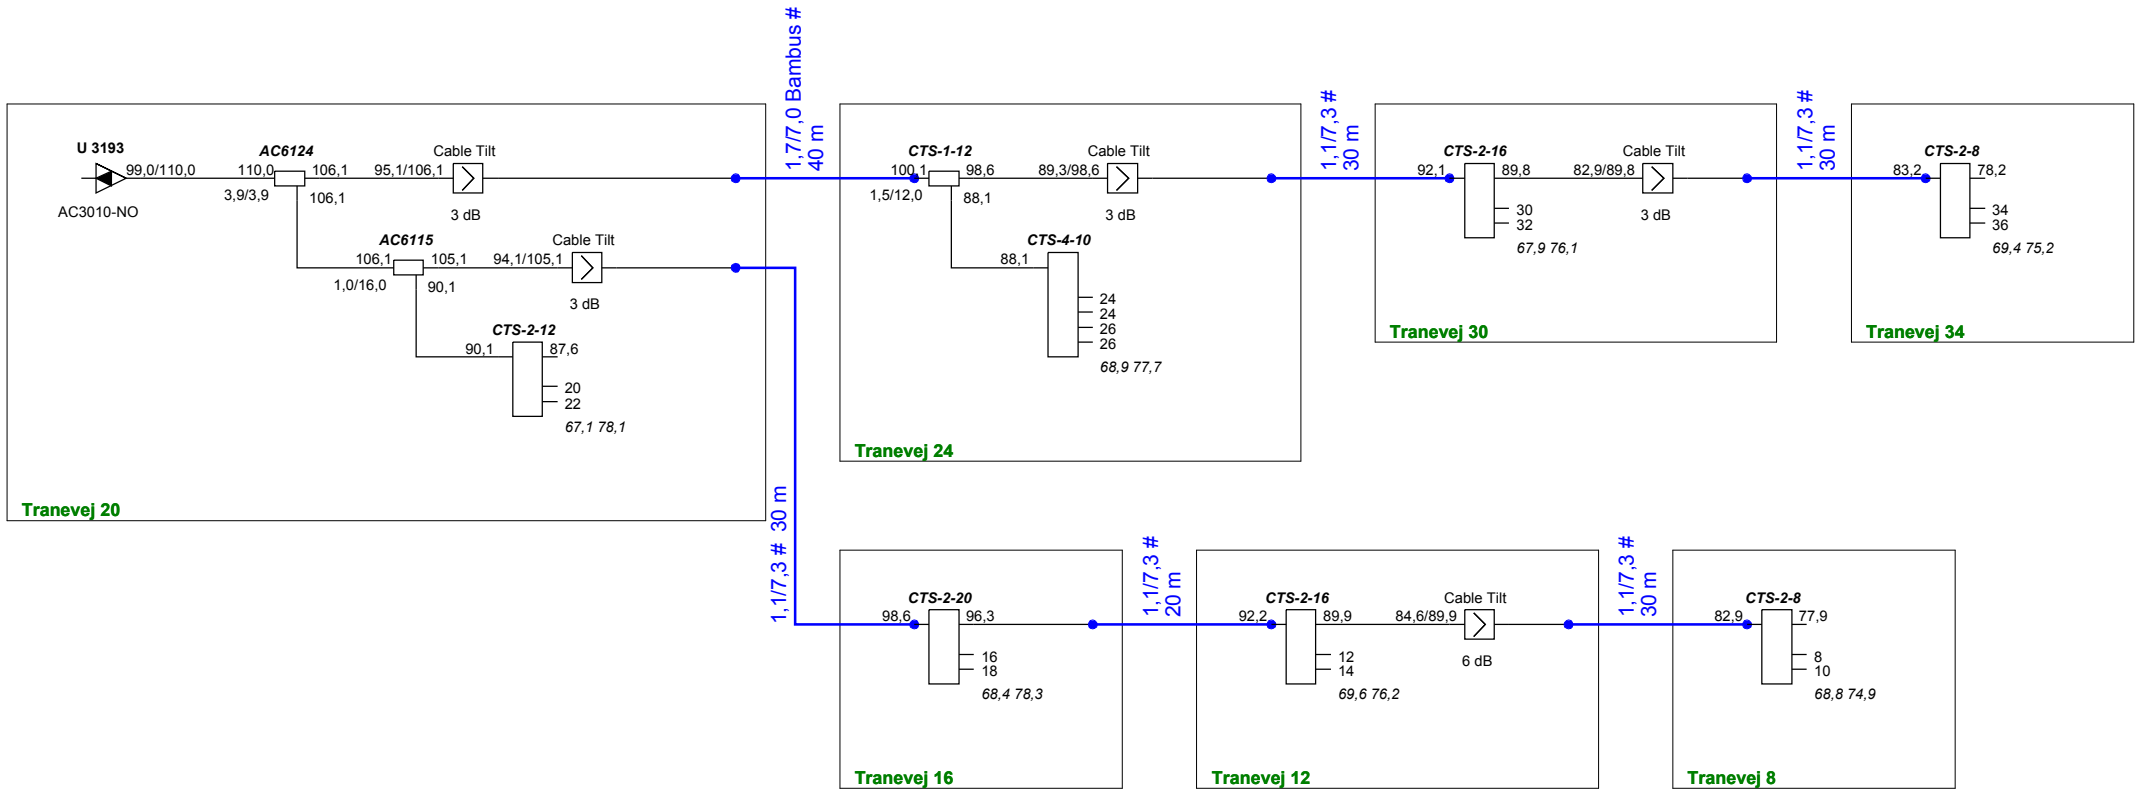 U 3193
99,0/110,0
AC3010-NO
AC6124
110,0
106,1
3,9/3,9
106,1
95,1/106,1
Cable Tilt
3 dB
AC6115
106,1
105,1
1,0/16,0
90,1
94,1/105,1
Cable Tilt
3 dB
CTS-2-12
90,1
87,6
20
22
67,1 78,1
Tranevej 20
1,7/7,0 Bambus #
40 m
CTS-1-12
100,1
98,6
1,5/12,0
88,1
89,3/98,6
Cable Tilt
3 dB
CTS-4-10
88,1
24
24
26
26
68,9 77,7
Tranevej 24
1,1/7,3 #
30 m
CTS-2-16
92,1
89,8
30
32
67,9 76,1
82,9/89,8
Cable Tilt
3 dB
Tranevej 30
1,1/7,3 #
30 m
CTS-2-8
83,2
78,2
34
36
69,4 75,2
Tranevej 34
1,1/7,3 # 30 m
CTS-2-20
98,6
96,3
16
18
68,4 78,3
Tranevej 16
1,1/7,3 #
20 m
CTS-2-16
92,2
89,9
12
14
69,6 76,2
84,6/89,9
Cable Tilt
6 dB
Tranevej 12
1,1/7,3 #
30 m
CTS-2-8
82,9
77,9
8
10
68,8 74,9
Tranevej 8